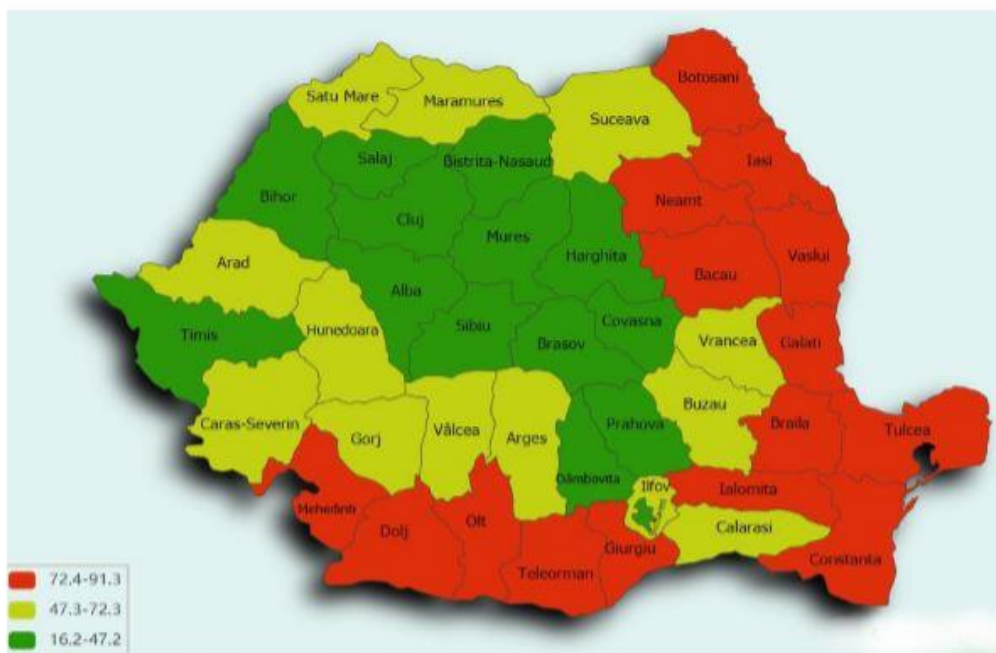 Botosani
Satu Mare
Maramures
Suceava
Salaj
Bistrita-Nasaud
Iasi
Bihor
Neamt
Cluj
Mures
Harghita
Vaslui
Arad
Bacau
Alba
Timis
Hunedoara
Sibiu
Covasna
Brasov
Vrancea
Galati
Caras-Severin
Gorj
Vâlcea
Arges
Buzau
Prahova
Braila
Tulcea
Dâmbovita
Ilfov
Ialomita
Mehedinti
Dolj
Olt
Calarasi
Giurgiu
Teleorman
Constanta
72.4-91.3
47.3-72.3
16.2-47.2